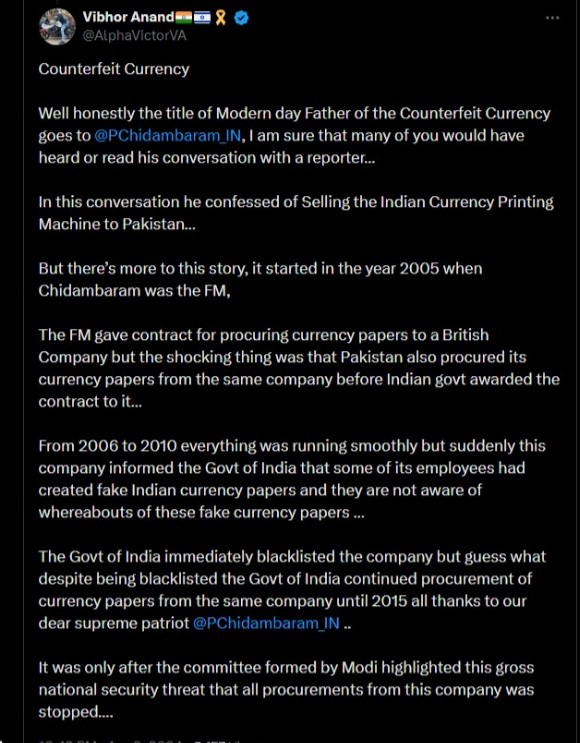 Vibhor Anand🇮🇳🇮🇱🎗️
@AlphaVictorVA
Counterfeit Currency
Well honestly the title of Modern day Father of the Counterfeit Currency
goes to @PChidambaram_IN, I am sure that many of you would have
heard or read his conversation with a reporter...
In this conversation he confessed of Selling the Indian Currency Printing
Machine to Pakistan...
But there's more to this story, it started in the year 2005 when
Chidambaram was the FM,
The FM gave contract for procuring currency papers to a British
Company but the shocking thing was that Pakistan also procured its
currency papers from the same company before Indian govt awarded the
contract to it...
From 2006 to 2010 everything was running smoothly but suddenly this
company informed the Govt of India that some of its employees had
created fake Indian currency papers and they are not aware of
whereabouts of these fake currency papers ...
The Govt of India immediately blacklisted the company but guess what
despite being blacklisted the Govt of India continued procurement of
currency papers from the same company until 2015 all thanks to our
dear supreme patriot @PChidambaram_IN ..
It was only after the committee formed by Modi highlighted this gross
national security threat that all procurements from this company was
stopped....